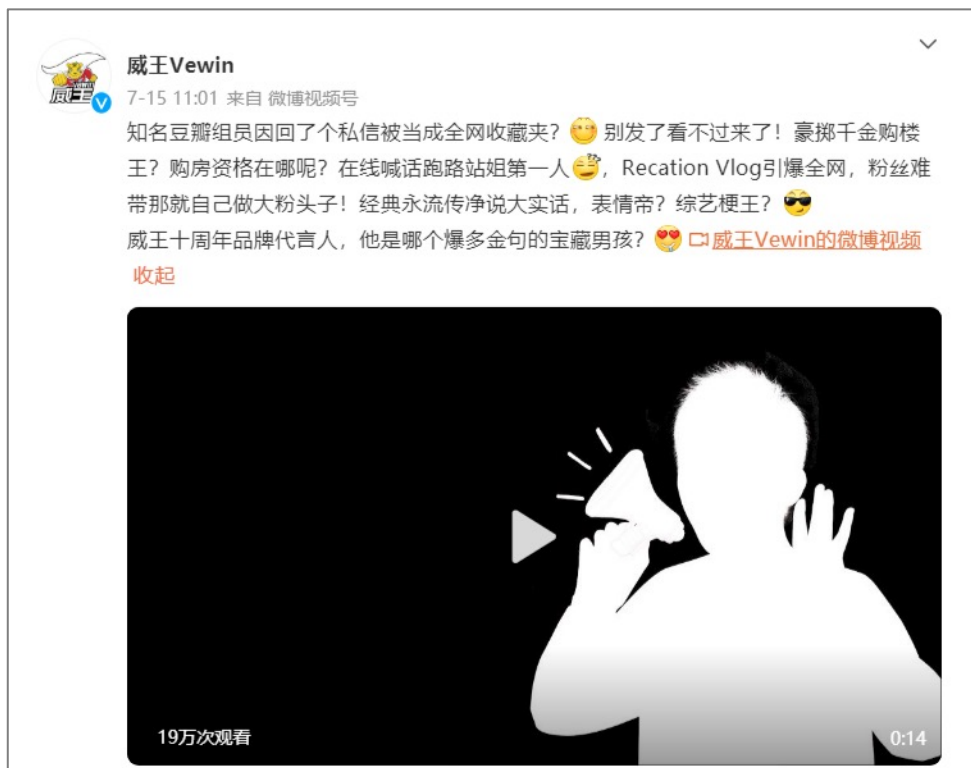 威王Vewin
7-15 11:01 来自 微博视频号
知名豆瓣组员因回了个私信被当成全网收藏夹？ 别发了看不过来了！豪掷千金购楼
王？购房资格在哪呢？在线喊话跑路站姐第一人，Recation Vlog引爆全网，粉丝难
带那就自己做大粉头子！经典永流传净说大实话，表情帝？综艺梗王？
威王十周年品牌代言人，他是哪个爆多金句的宝藏男孩？ 威王Vewin的微博视频
收起
19万次观看
0:14
威王